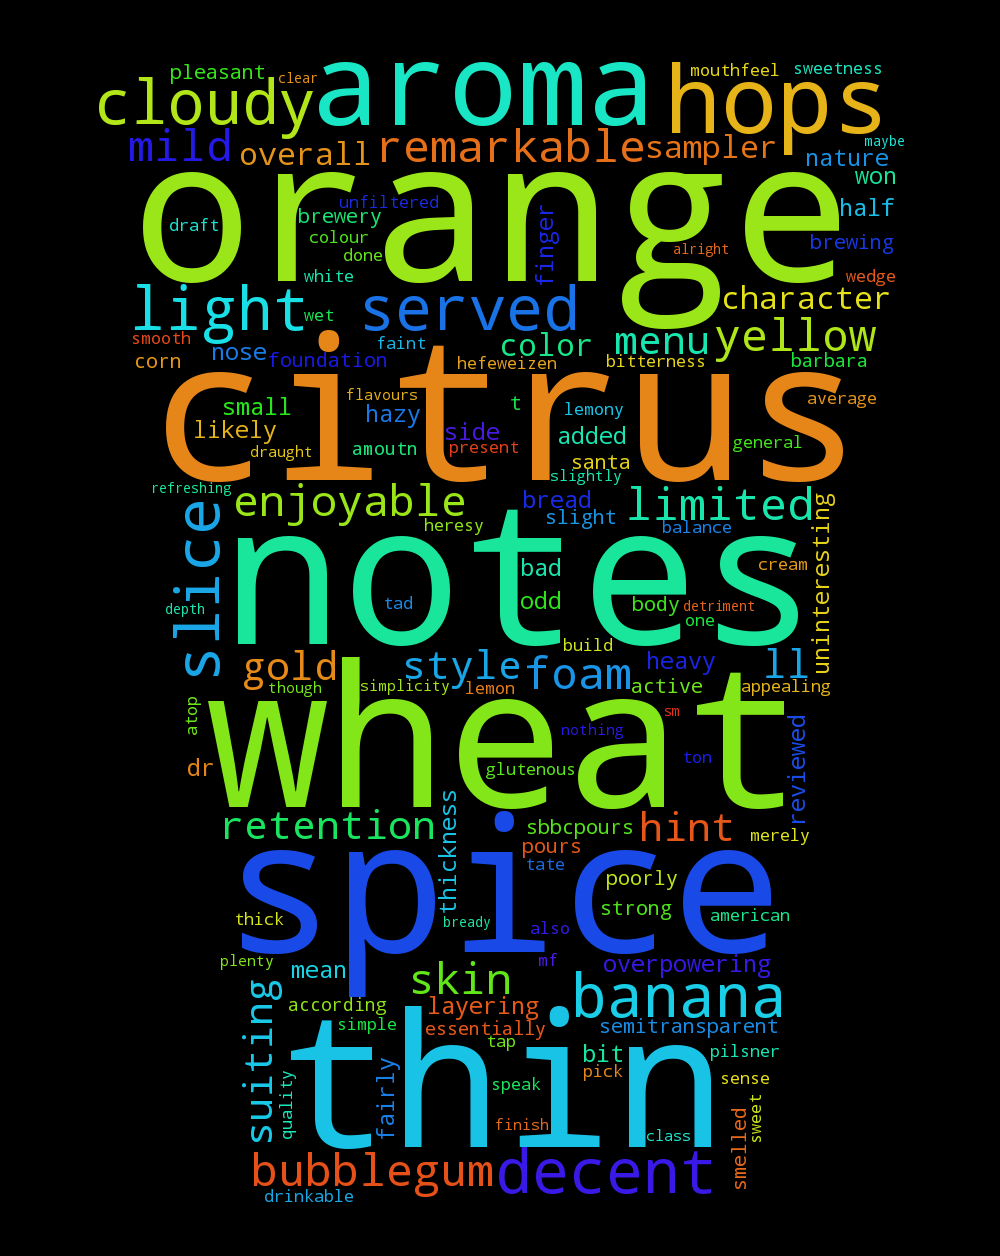 pleasant clear aroma mouthfeel sweetness
cloudy hops
mild overall remarkable sampler nature maybe
orange won
unfiltered half
draft brewery finger
colour brewing
done alright
white wedge
light served character
wet
smooth faint color menu yellow
corn nose foundation hefeweizen bitterness barbara
citrus
flavours average
small hazy t lemony
likely side added general
draught amoutn present santa
slightly
refreshing enjoyable bread limited
heresy slight balance uninteresting
slice notes bad cream
depth tad odd body detriment
one
build
gold style foam heavy ll
though simplicity lemon active appealing
atop wheat sm
nothing reviewed
dr glutenous ton
retention thickness sbbcpours hint merely
pours
spice tate
poorly
thick strong american
bready also
plenty mean mf overpowering
skin banana
suiting according layering
simple essentially semitransparent
thin tap bit pilsner
quality fairly speak pick sense
finish class smelled sweet
bubblegum decent
drinkable